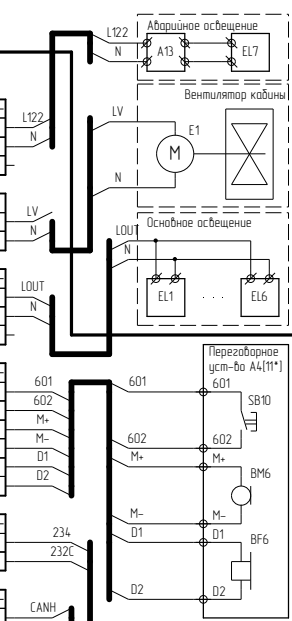 L122
Аварийное освещение
N
A13
EL7
Вентилятор кабины
L122
LV
N
E1
M
N
LV
N
Основное освещение
LOUT
N
LOUT
EL1
. . .
EL6
N
Переговорное
уст-во А4(11*)
601
601
601
602
SB10
M+
M-
602
602
D1
M+
M+
D2
BM6
M-
M-
234
D1
D1
BF6
232C
D2
D2
CANH